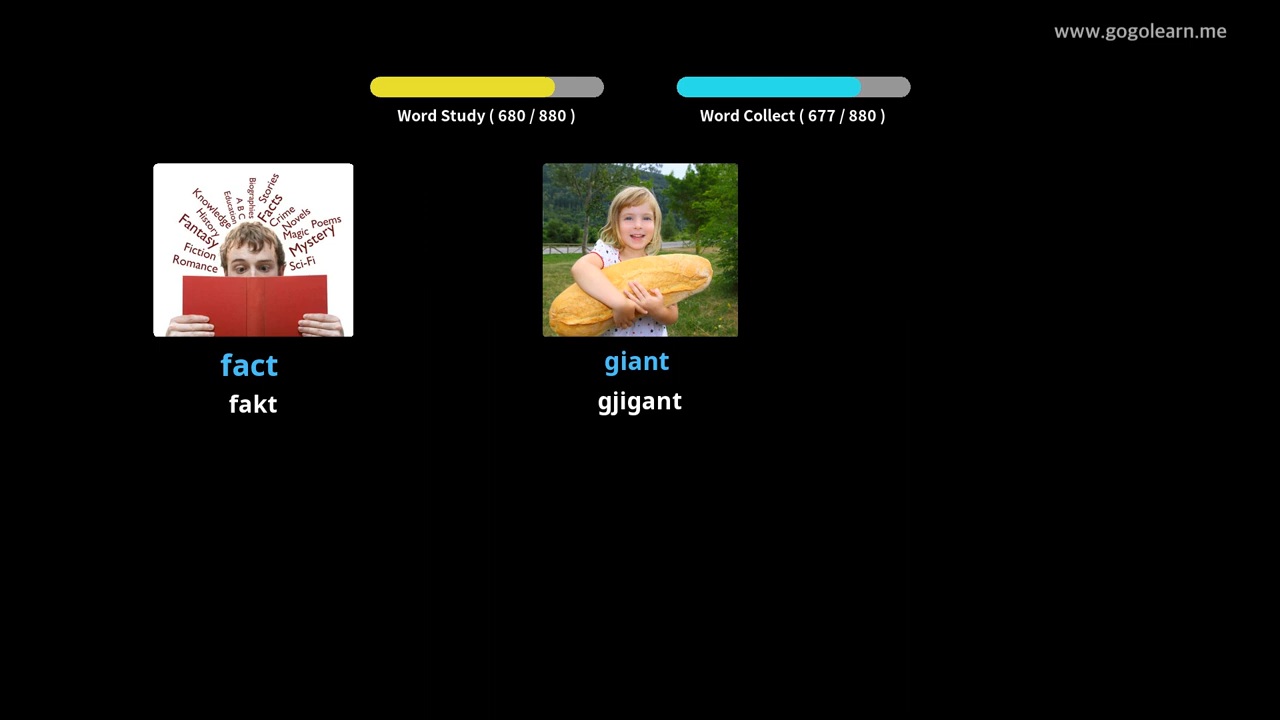 www.gogolearn.me
Word Study ( 680 / 880 )
Word Collect ( 677 / 880 )
Knowledge
History
Education
A B C
Biographies
Stories
Facts
Crime
Novels
Magic
Poems
Mystery
Sci-Fi
Fantasy
Fiction
Romance
fact
fakt
giant
gjigant